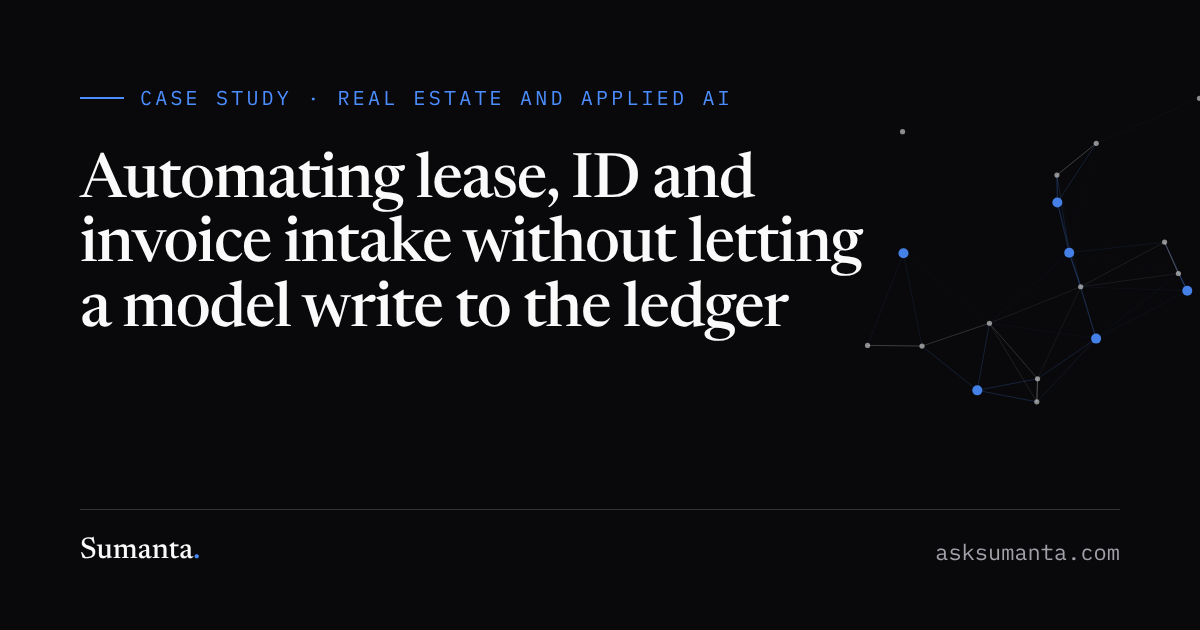 CASE STUDY · REAL ESTATE AND APPLIED AI
Automating lease, ID and
invoice intake without letting
a model write to the ledger
Sumanta.
asksumanta.com